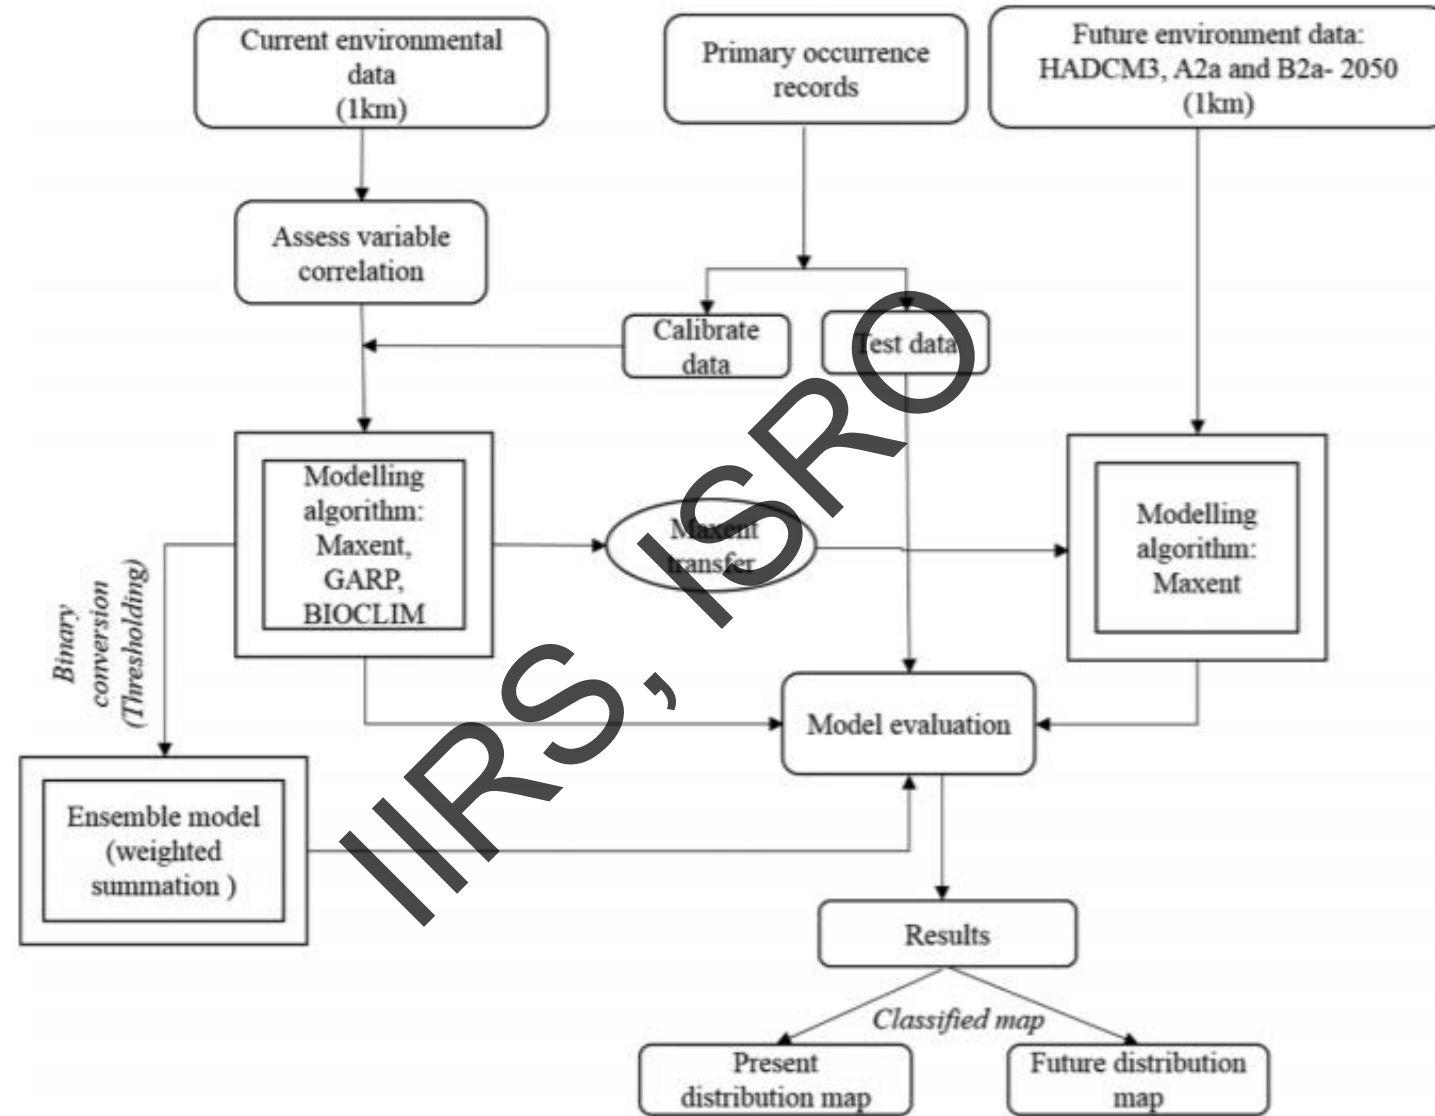 Current environmental
data
(1km)
Primary occurrence
records
Future environment data:
HADCM3, A2a and B2a- 2050
(1km)
Assess variable
correlation
Calibrate
data
Test data
Modelling
algorithm:
Maxent,
GARP,
BIOCLIM
Maxent
transfer
Modelling
algorithm:
Maxent
Binary
conversion
(Thresholding)
Model evaluation
Ensemble model
(weighted
summation )
Results
Classified map
Present
distribution map
Future distribution
map
IIRS, ISRO